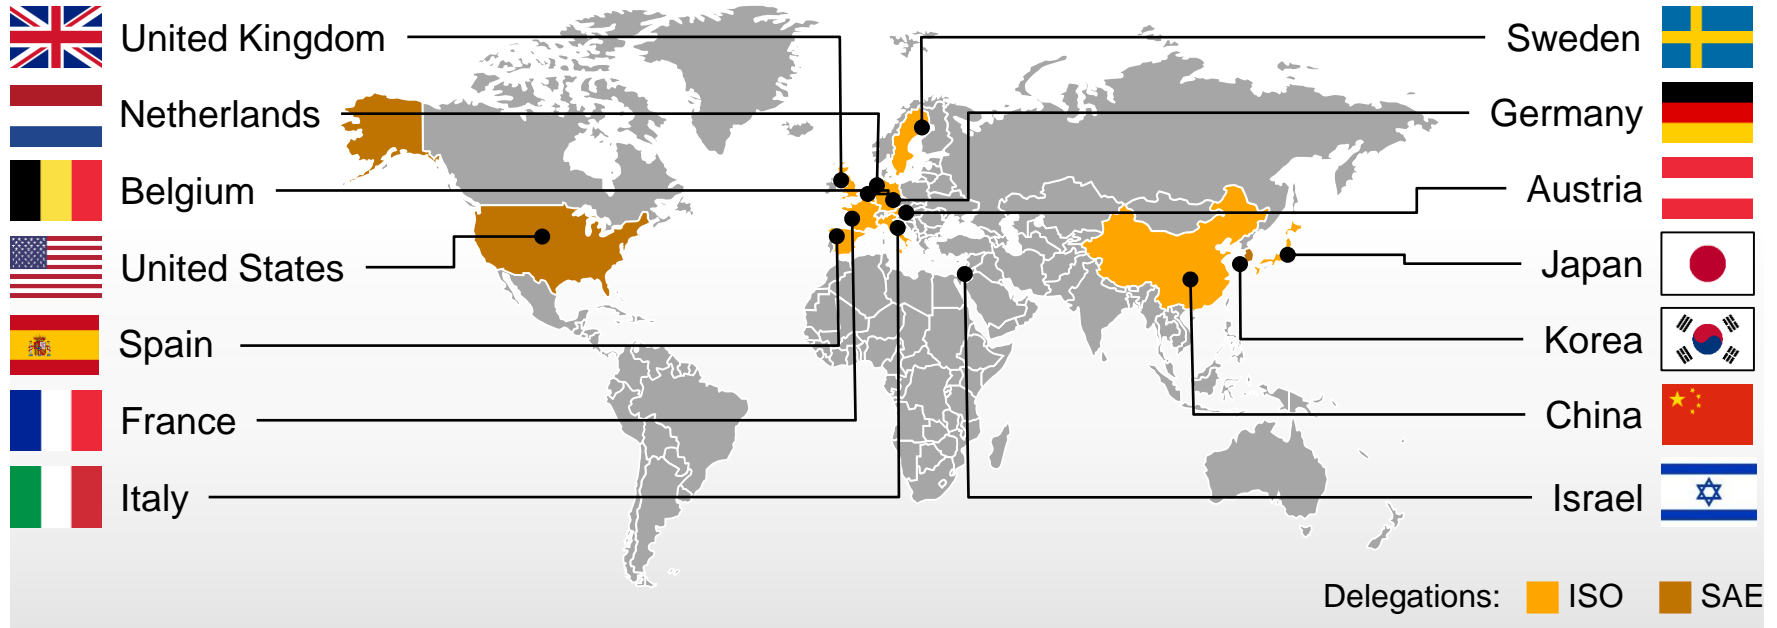 United Kingdom
Netherlands
Belgium
United States
Spain
France
Italy
Sweden
Germany
Austria
Japan
Korea
China
Israel
Delegations: ISO SAE